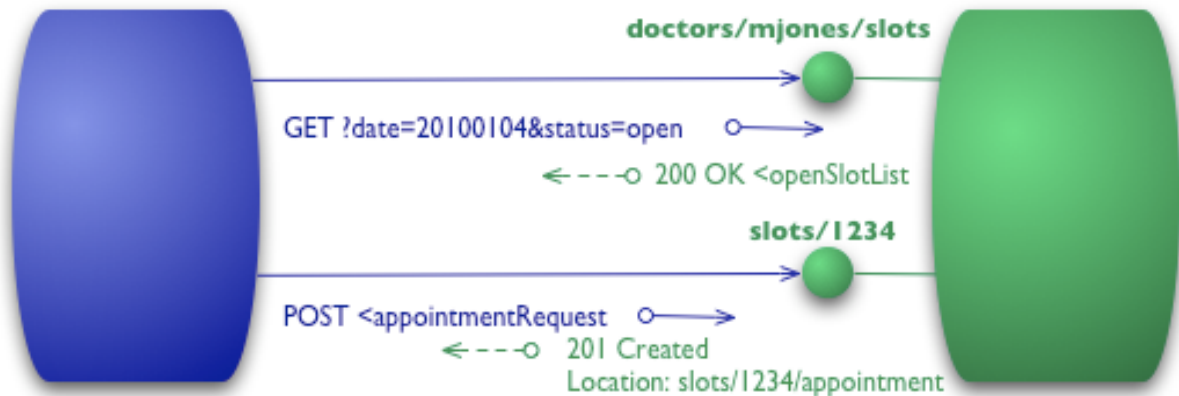 doctors/mjones/slots
GET ?date=20100104&status=open
200 OK <openSlotList
slots/1234
POST <appointmentRequest
201 Created
Location: slots/1234/appointment